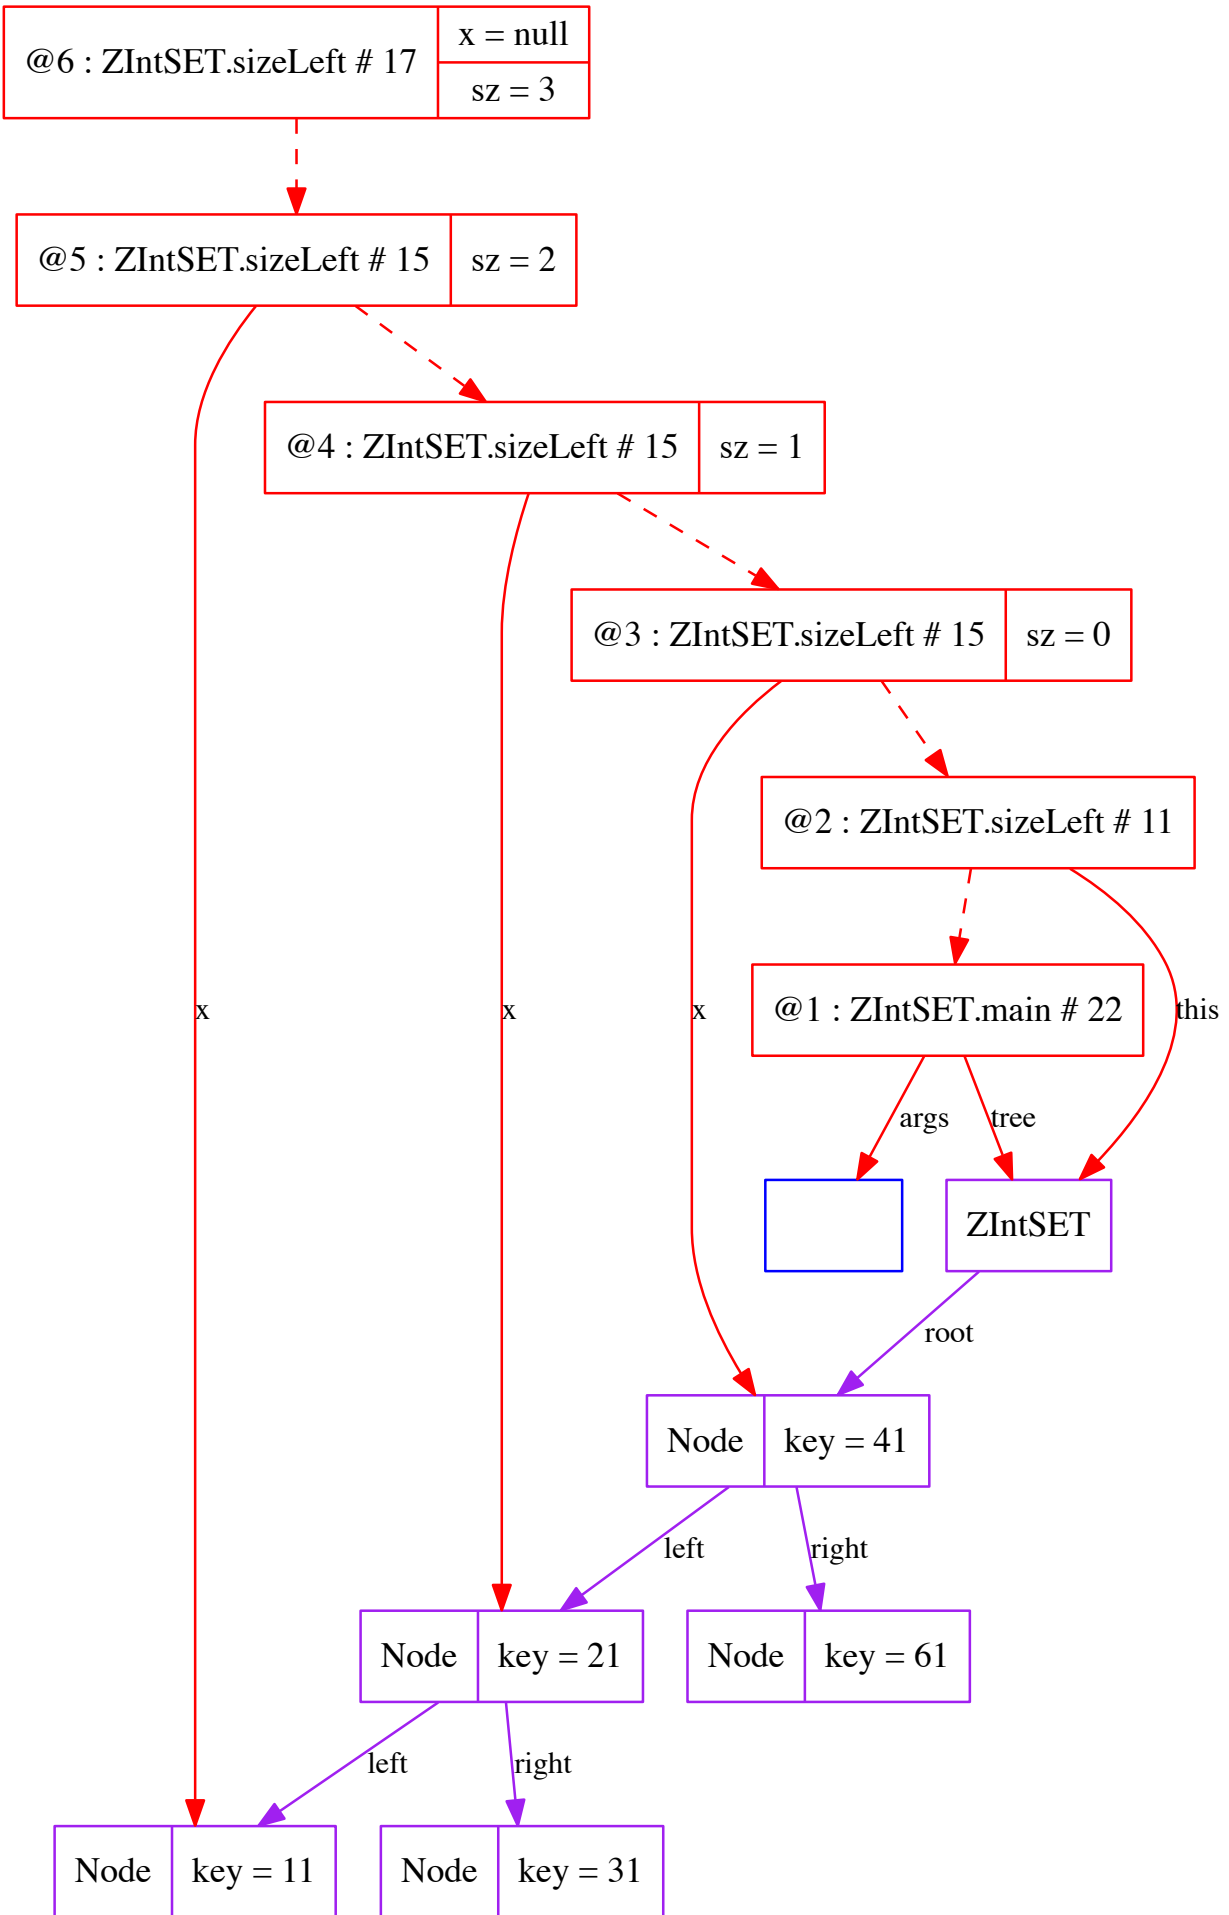 @6 : ZIntSET.sizeLeft # 17
x = null
sz = 3
@5 : ZIntSET.sizeLeft # 15
sz = 2
@4 : ZIntSET.sizeLeft # 15
sz = 1
@3 : ZIntSET.sizeLeft # 15
sz = 0
@2 : ZIntSET.sizeLeft # 11
x
x
x
@1 : ZIntSET.main # 22
this
args
tree
ZIntSET
root
Node
key = 41
left
right
Node
key = 21
Node
key = 61
left
right
Node
key = 11
Node
key = 31